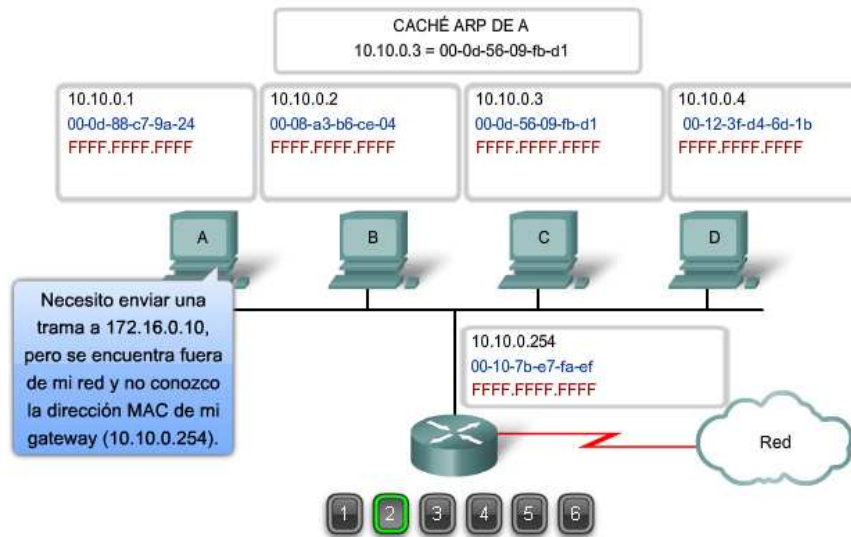 CACHÉ ARP DE A
10.10.0.3 = 00-0d-56-09-fb-d1
10.10.0.1
00-0d-88-c7-9a-24
FFFF.FFFF.FFFF
10.10.0.2
00-08-a3-b6-ce-04
FFFF.FFFF.FFFF
10.10.0.3
00-0d-56-09-fb-d1
FFFF.FFFF.FFFF
10.10.0.4
00-12-3f-d4-6d-1b
FFFF.FFFF.FFFF
A
B
C
D
Necesito enviar una
trama a 172.16.0.10,
pero se encuentra fuera
de mi red y no conozco
la dirección MAC de mi
gateway (10.10.0.254).
10.10.0.254
00-10-7b-e7-fa-ef
FFFF.FFFF.FFFF
Red
1 2 3 4 5 6